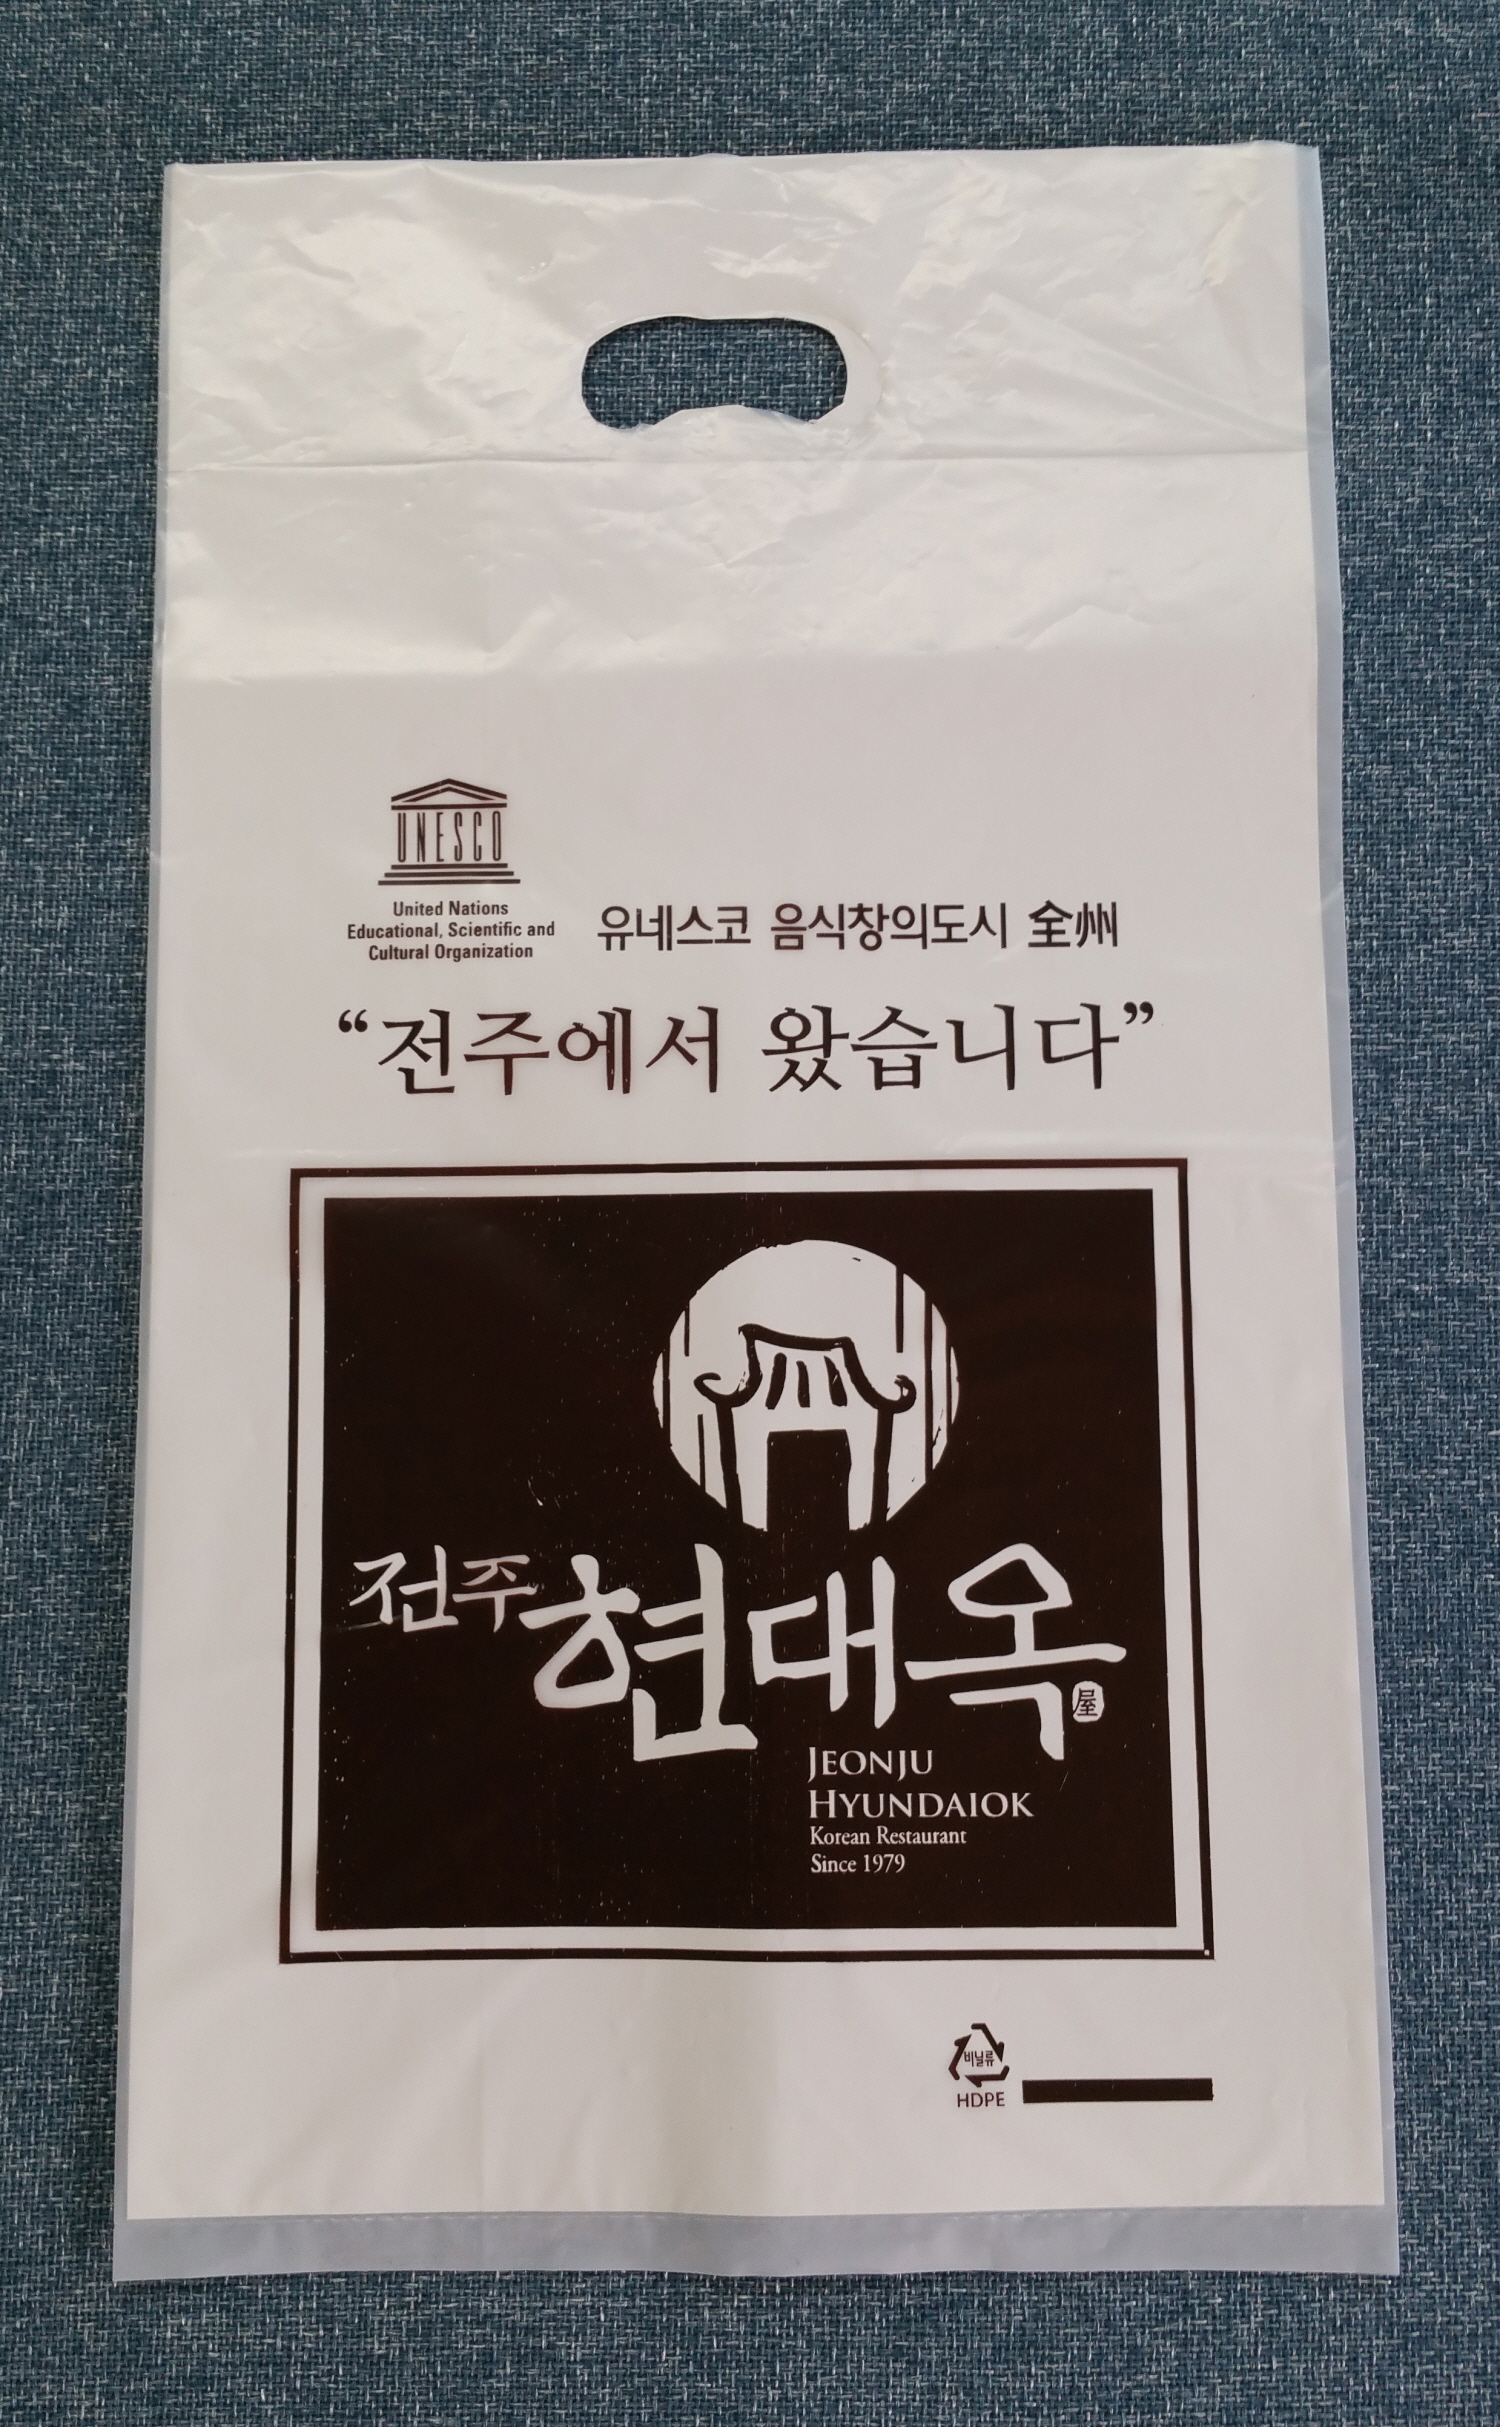 UNESCO
United Nations
Educational, Scientific and
Cultural Organization
유네스코 음식창의도시 全州
“전주에서 왔습니다”
전주현대옥
屋
JEONJU
HYUNDAIOK
Korean Restaurant
Since 1979
비닐류
HDPE